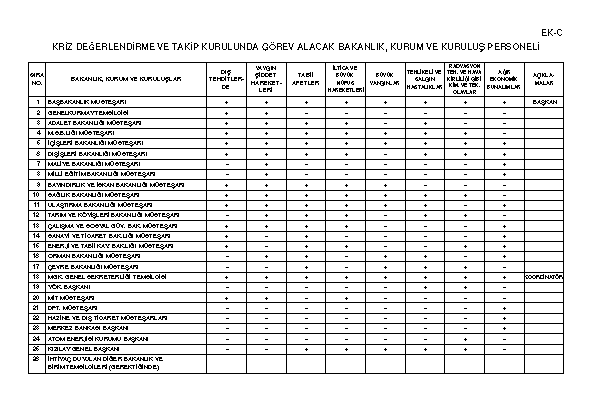 EK-C
KRİZ DEĞERLENDİRME VE TAKİP KURULUNDA GÖREV ALACAK BAKANLIK, KURUM VE KURULUŞ PERSONELİ
SIRA NO.
BAKANLIK, KURUM VE KURULUŞLAR
DIŞ TEHDİTLER-DE
YAYGIN ŞİDDET HAREKET-LERİ
TABİİ AFETLER
İLTİCA VE BÜYÜK NÜFUS HAREKETLERİ
BÜYÜK YANGINLAR
TEHLİKELİ VE SALGIN HASTALIKLAR
RADYASYON TEH. VE HAVA KİRLİLİĞİ GİBİ KİM. VE TEK. OLAYLAR
AĞIR EKONOMİK BUNALIMLAR
AÇIKLA-MALAR
1 BAŞBAKANLIK MÜSTEŞARI + + + + + + + + BAŞKAN
2 GENELKURMAY TEMSİLCİSİ + + – – – – – –
3 ADALET BAKANLIĞI MÜSTEŞARI + + + + – – – –
4 M.S.B.LIĞI MÜSTEŞARI + + + + + – + –
5 İÇİŞLERİ BAKANLIĞI MÜSTEŞARI + + + + + + + +
6 DIŞİŞLERİ BAKANLIĞI MÜSTEŞARI + + + + – + + +
7 MALİYE BAKANLIĞI MÜSTEŞARI – + – – – – – +
8 MİLLİ EĞİTİM BAKANLIĞI MÜSTEŞARI – + – – – – – –
9 BAYINDIRLIK VE İSKAN BAKANLIĞI MÜSTEŞARI + + + + + – – –
10 SAĞLIK BAKANLIĞI MÜSTEŞARI + + + + + + + –
11 ULAŞTIRMA BAKANLIĞI MÜSTEŞARI + + + + + – – +
12 TARIM VE KÖYİŞLERİ BAKANLIĞI MÜSTEŞARI – – + + – + + +
13 ÇALIŞMA VE SOSYAL GÜV. BAK. MÜSTEŞARI + + + + – – – +
14 SANAYİ VE TİCARET BAK.LIĞI MÜSTEŞARI + – – – – – – +
15 ENERJİ VE TABİİ KAY. BAK.LIĞI MÜSTEŞARI + – + – – – + +
16 ORMAN BAKANLIĞI MÜSTEŞARI – + + – + – – –
17 ÇEVRE BAKANLIĞI MÜSTEŞARI – – + – + + + –
18 MGK. GENEL SEKRETERLİĞİ TEMSİLCİSİ + + + + + + + + KOORDİNATÖR
19 YÖK. BAŞKANI – – – – – + + –
20 MİT MÜSTEŞARI + + – + – – – –
21 DPT. MÜSTEŞARI – – – – – – – +
22 HAZİNE VE DIŞ TİCARET MÜSTEŞARLARI – – – – – – – +
23 MERKEZ BANKASI BAŞKANI – – – – – – – +
24 ATOM ENERJİSİ KURUMU BAŞKANI – – – – – – + –
25 KIZILAY GENEL BAŞKANI – – + + + + + –
26 İHTİYAÇ DUYULAN DİĞER BAKANLIK VE
BİRİM TEMSİLCİLERİ (GEREKTİĞİNDE)